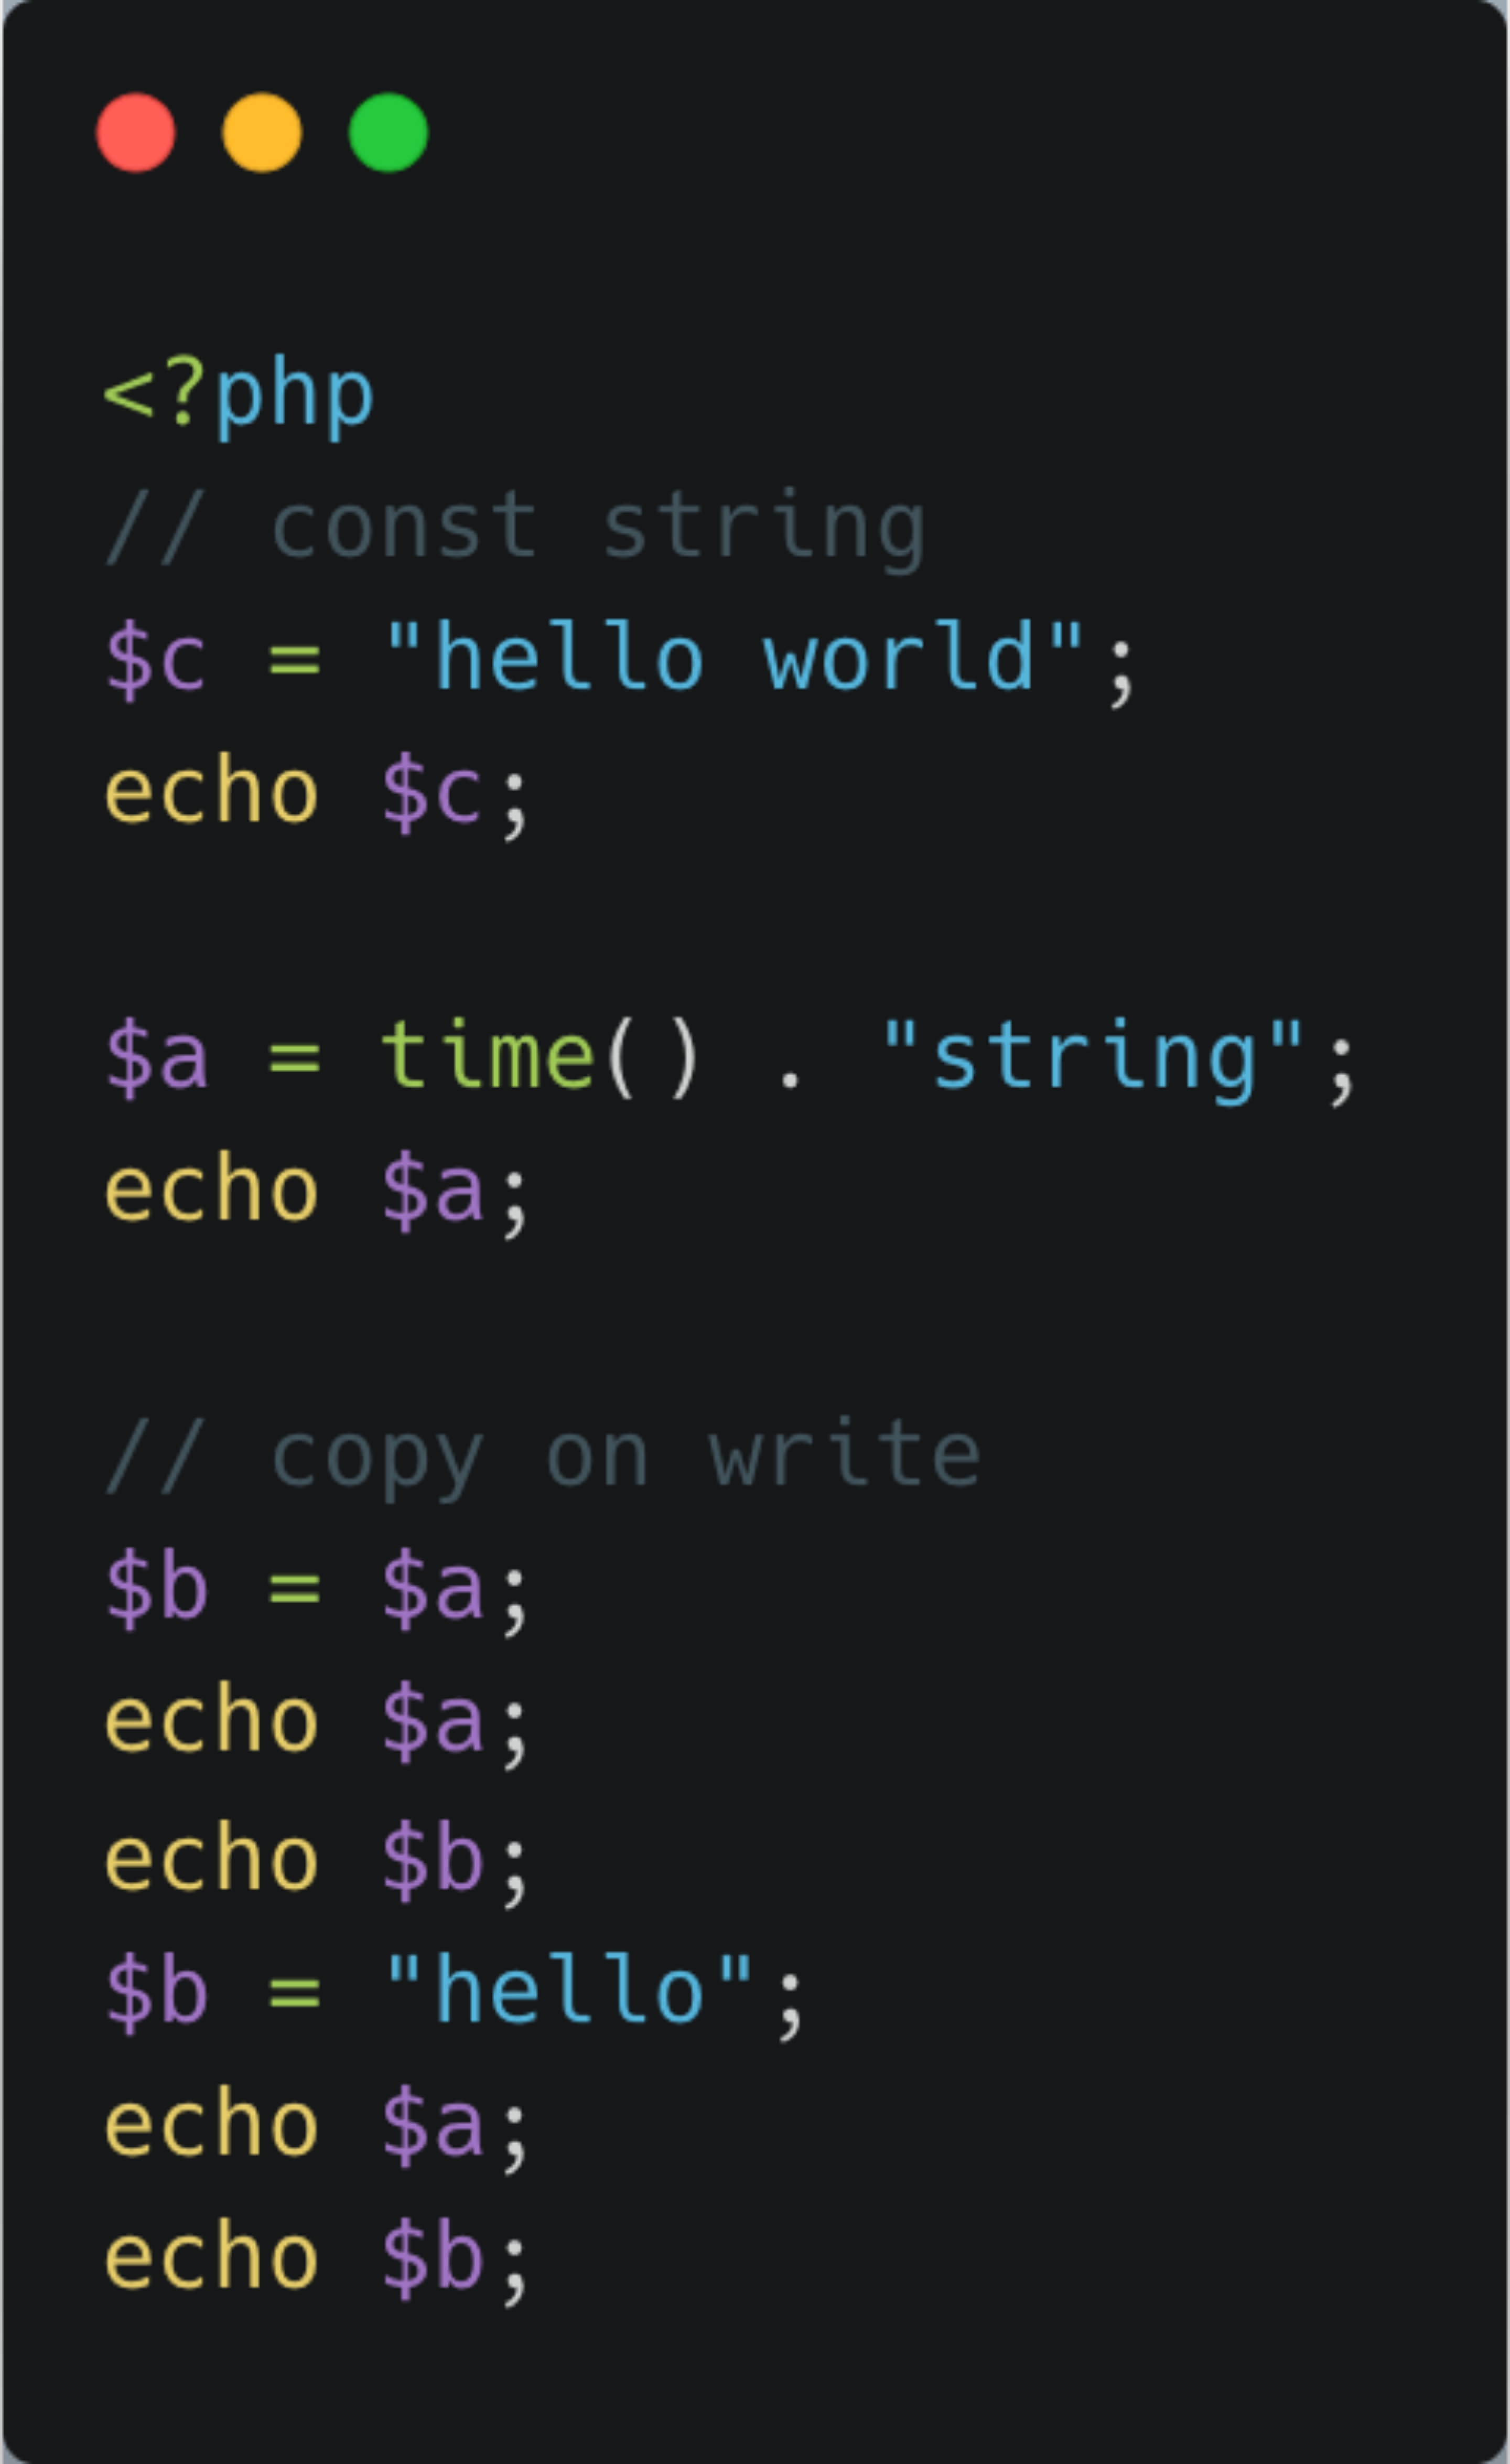 <?php
// const string
$c = "hello world";
echo $c;
$a = time() . "string";
echo $a;
// copy on write
$b = $a;
echo $a;
echo $b;
$b = "hello";
echo $a;
echo $b;